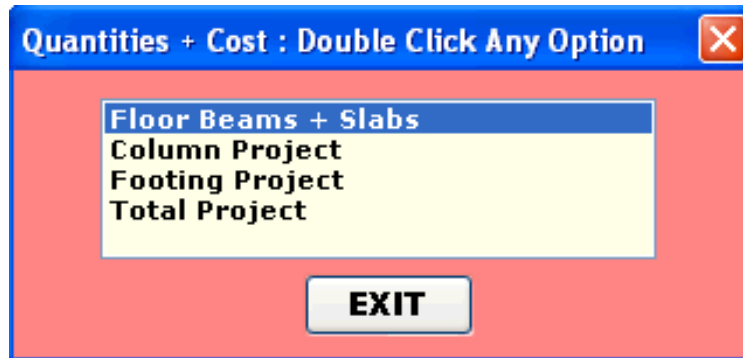 Quantities + Cost : Double Click Any Option
Floor Beams + Slabs
Column Project
Footing Project
Total Project
EXIT